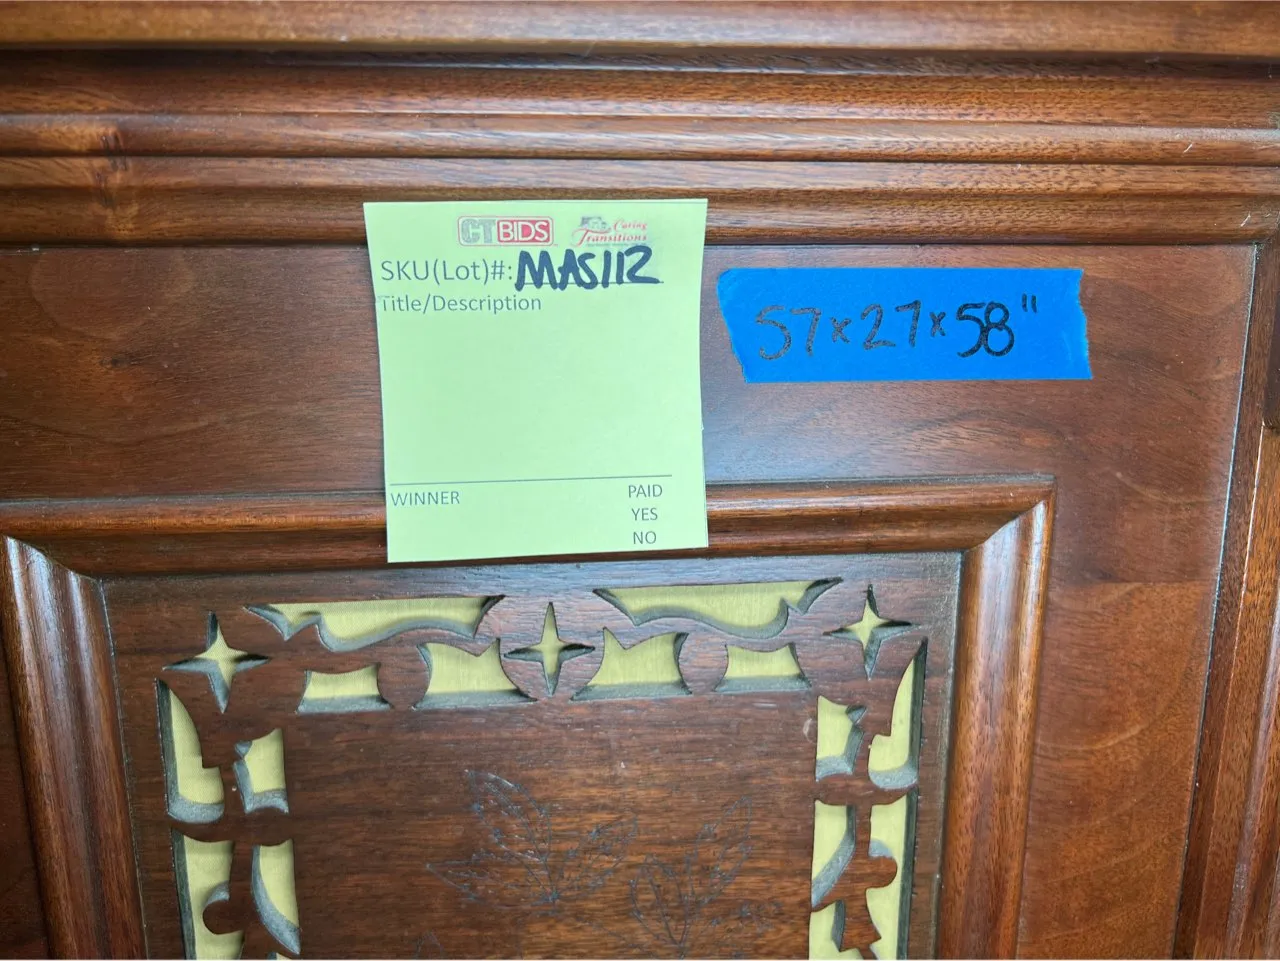 CTBIDS
Caring
Transitions
SKU(Lot)#: MAS112
Title/Description
WINNER
PAID
YES
NO
57x27x58"